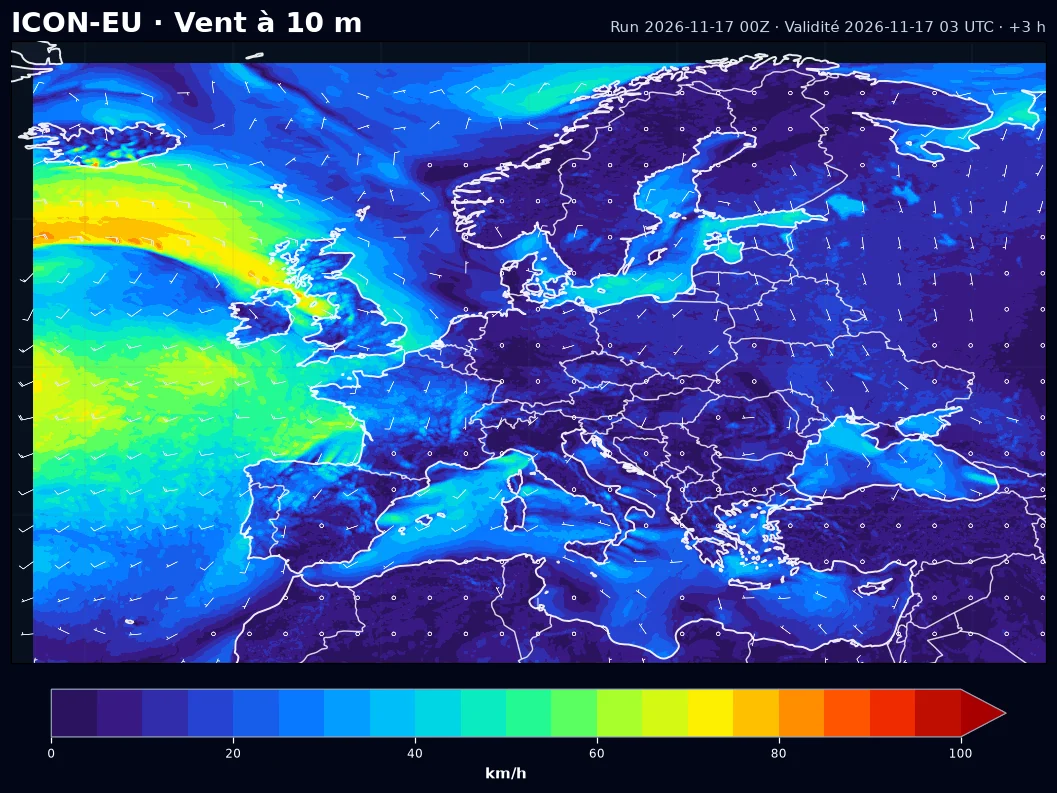 ICON-EU · Vent à 10 m
Run 2026-11-17 00Z · Validité 2026-11-17 03 UTC · +3 h
0 20 40 60 80 100
km/h